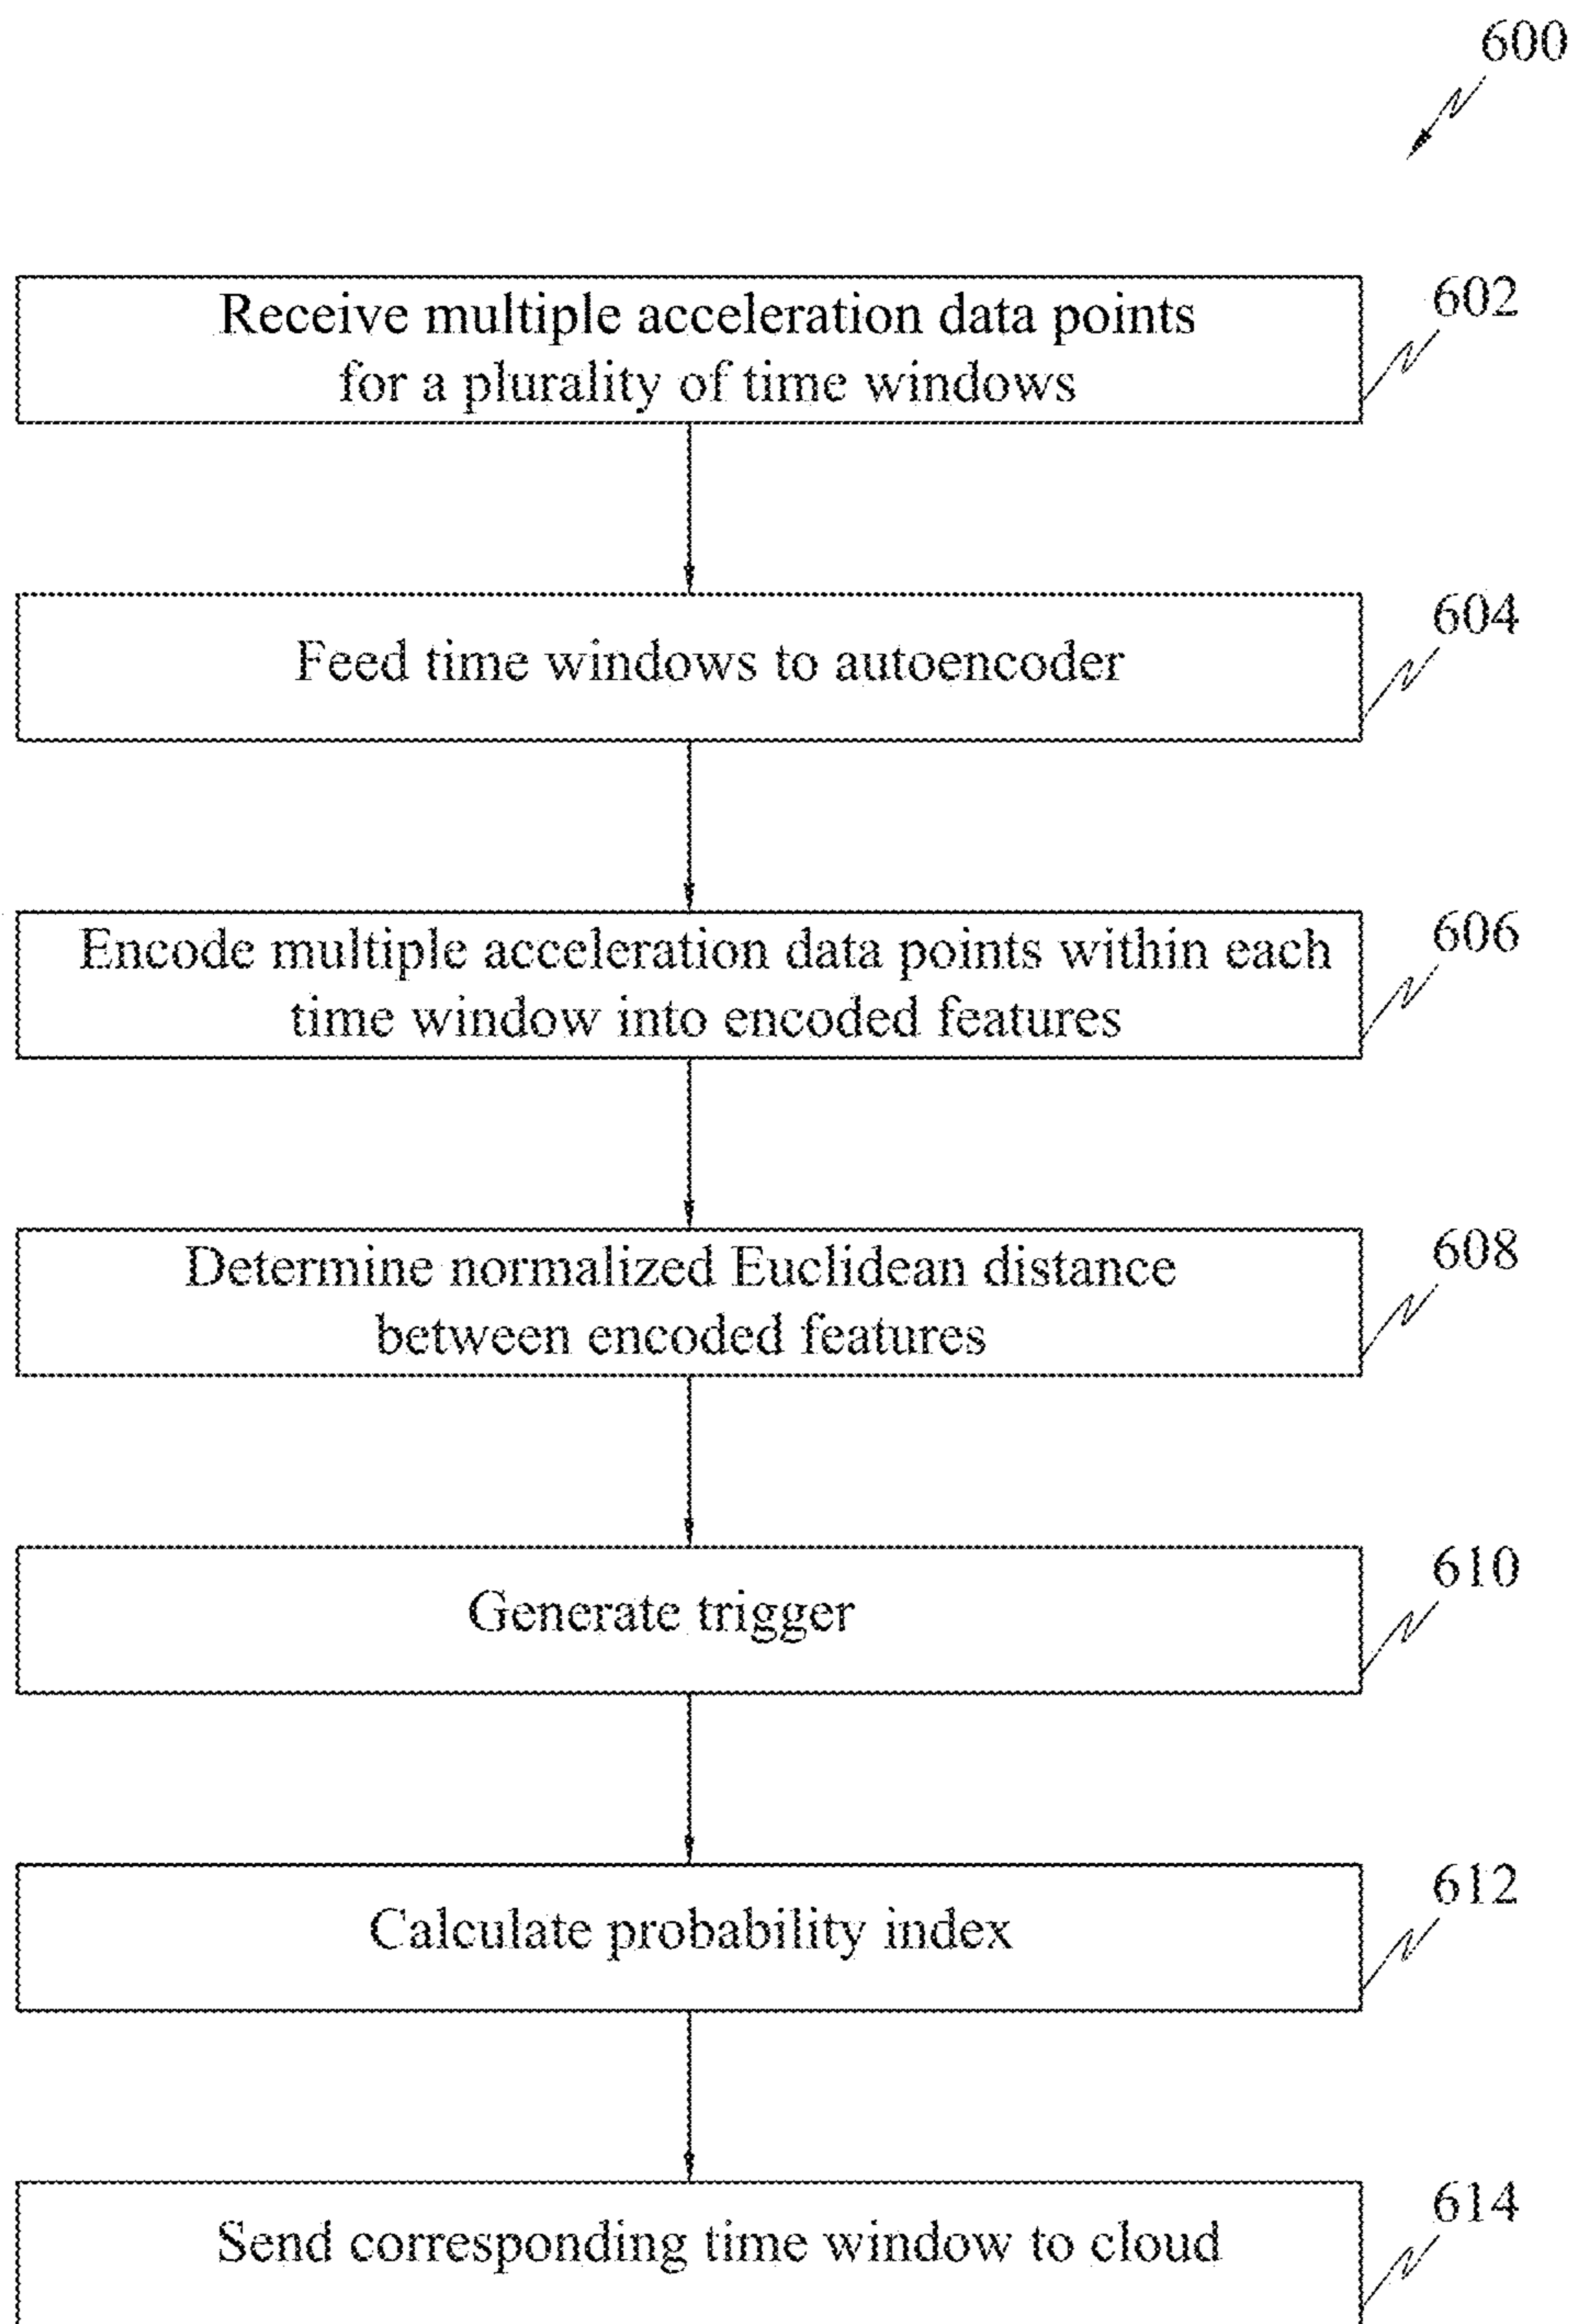 600
Receive multiple acceleration data points
for a plurality of time windows
602
Feed time windows to autoencoder
604
Encode multiple acceleration data points within each
time window into encoded features
606
Determine normalized Euclidean distance
between encoded features
608
Generate trigger
610
Calculate probability index
612
Send corresponding time window to cloud
614